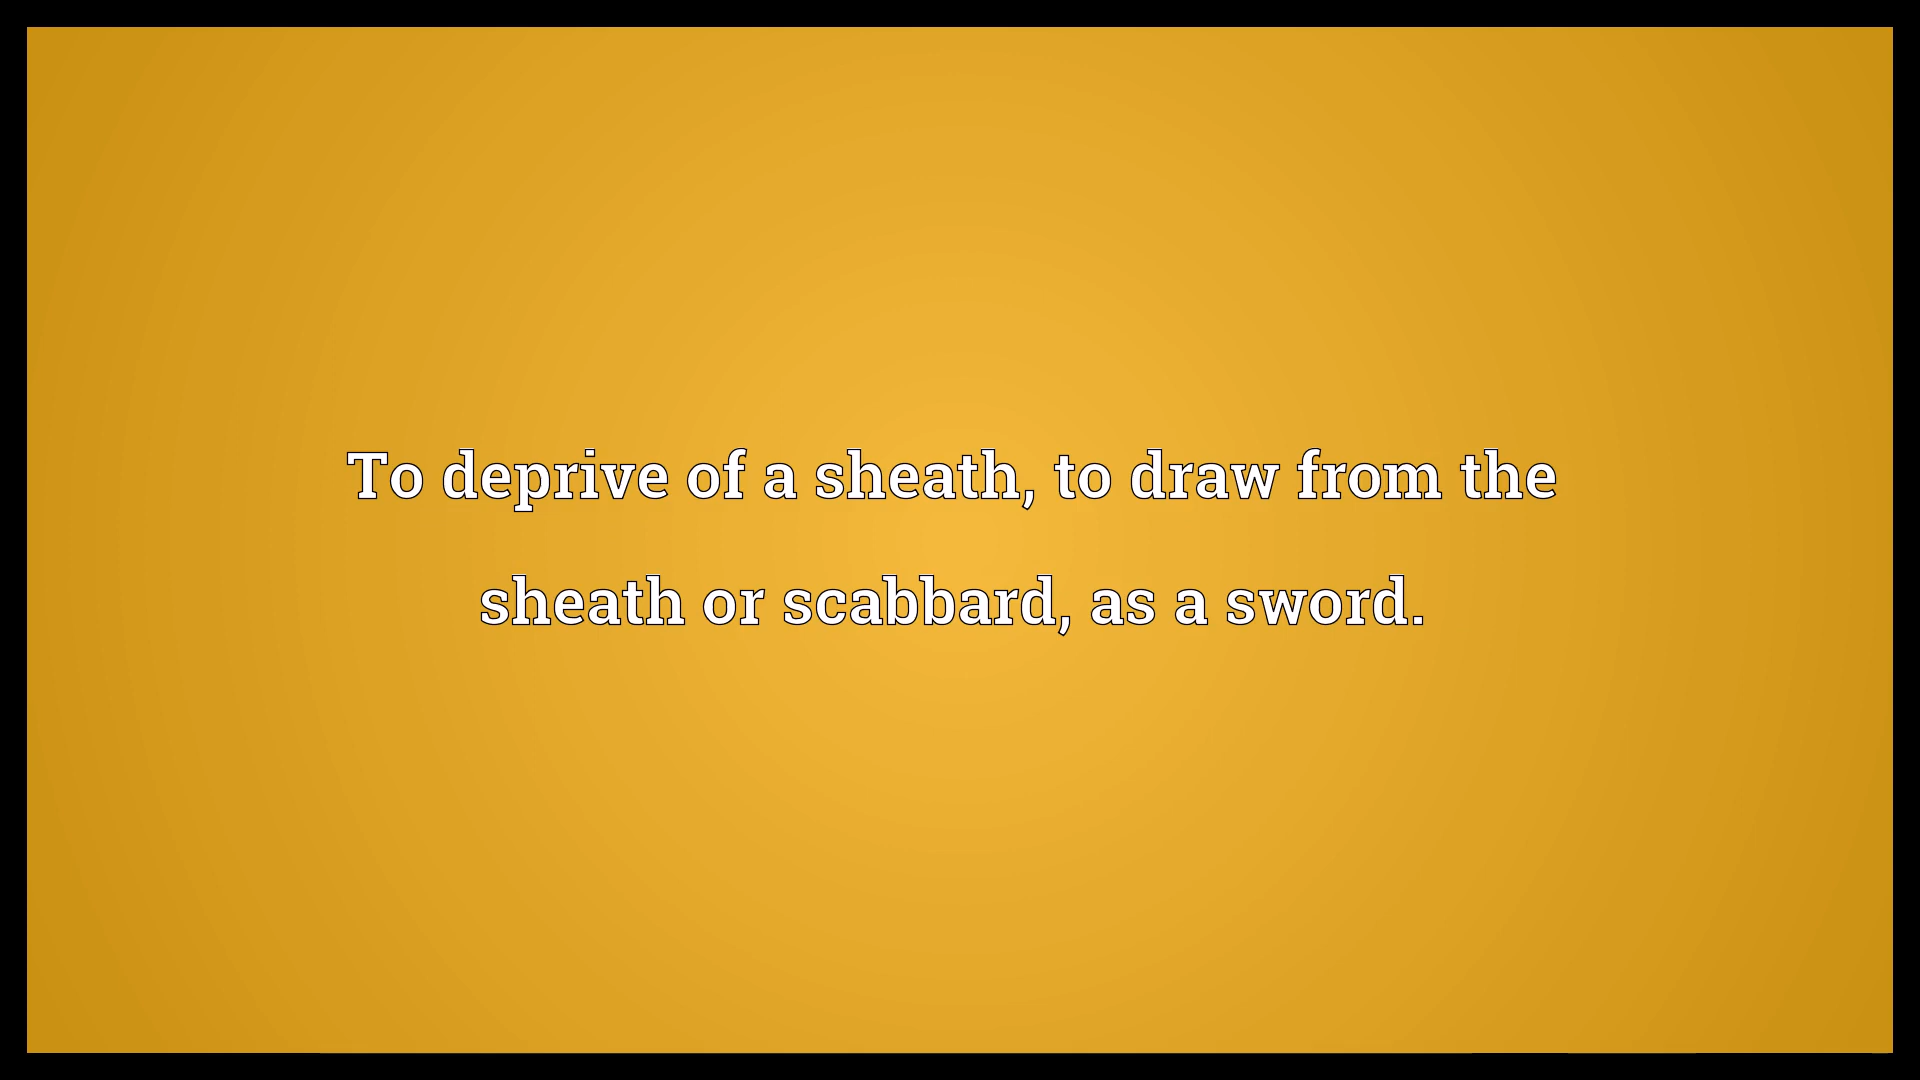 To deprive of a sheath, to draw from the
sheath or scabbard, as a sword.